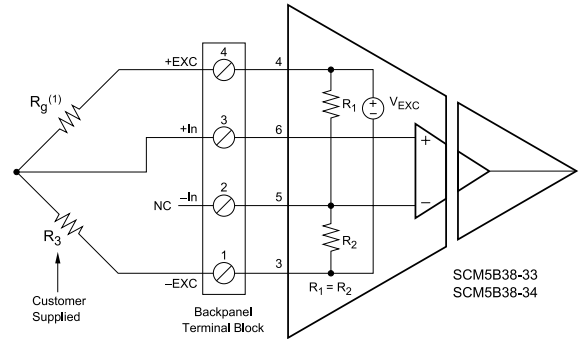 +EXC
4
4
Rg(1)
R1
+
−
VEXC
+In
3
6
+
−In
NC
2
5
−
R3
R2
1
3
−EXC
R1 = R2
Customer
Supplied
Backpanel
Terminal Block
SCM5B38-33
SCM5B38-34